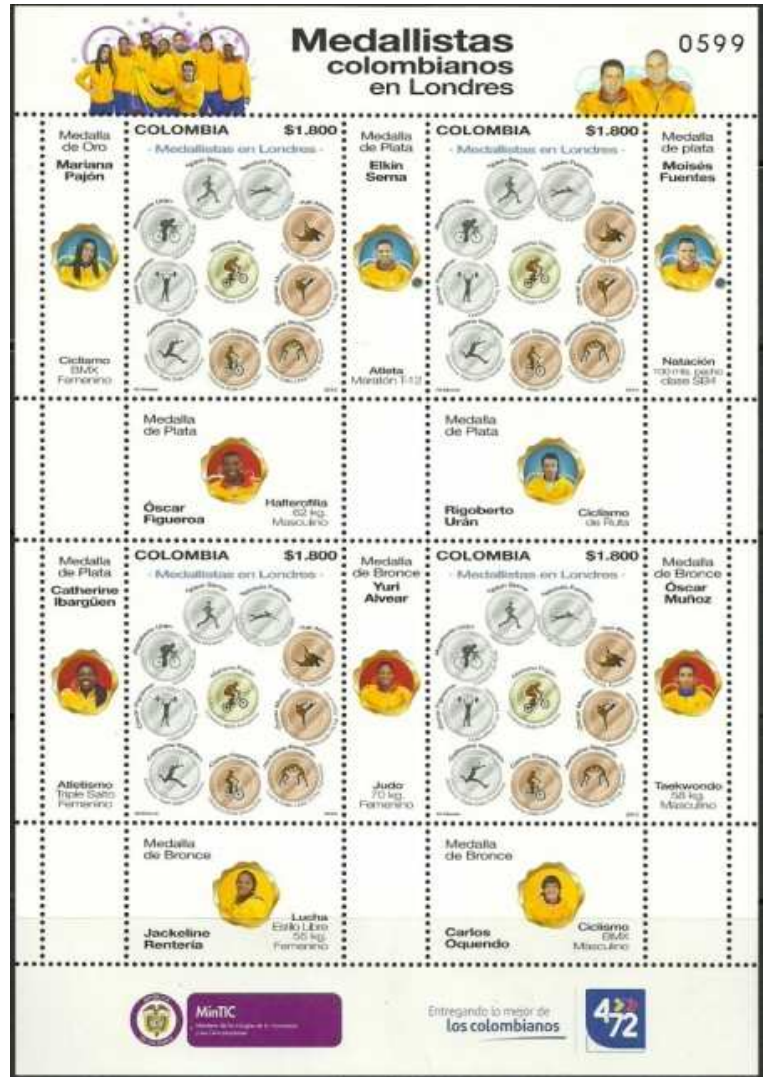 Medallistas
colombianos
en Londres
0599
Medalla
de Oro
Mariana
Pajón
Ciclismo
BMX
Femenino
COLOMBIA $1.800
- Medallistas en Londres -
Medalla
de Plata
Elkin
Serna
Atleta
Maratón T-12
COLOMBIA $1.800
- Medallistas en Londres -
Medalla
de plata
Moisés
Fuentes
Natación
100 mts. pecho
clase SB4
Medalla
de Plata
Óscar
Figueroa
Halterofilia
62 kg.
Masculino
Medalla
de Plata
Rigoberto
Urán
Ciclismo
de Ruta
Medalla
de Plata
Catherine
Ibargüen
Atletismo
Triple Salto
Femenino
COLOMBIA $1.800
- Medallistas en Londres -
Medalla
de Bronce
Yuri
Alvear
Judo
70 kg.
Femenino
COLOMBIA $1.800
- Medallistas en Londres -
Medalla
de Bronce
Óscar
Muñoz
Taekwondo
58 kg.
Masculino
Medalla
de Bronce
Jackeline
Rentería
Lucha
Estilo Libre
55 kg.
Femenino
Medalla
de Bronce
Carlos
Oquendo
Ciclismo
BMX
Masculino
MinTIC
Entregando lo mejor de
los colombianos
472